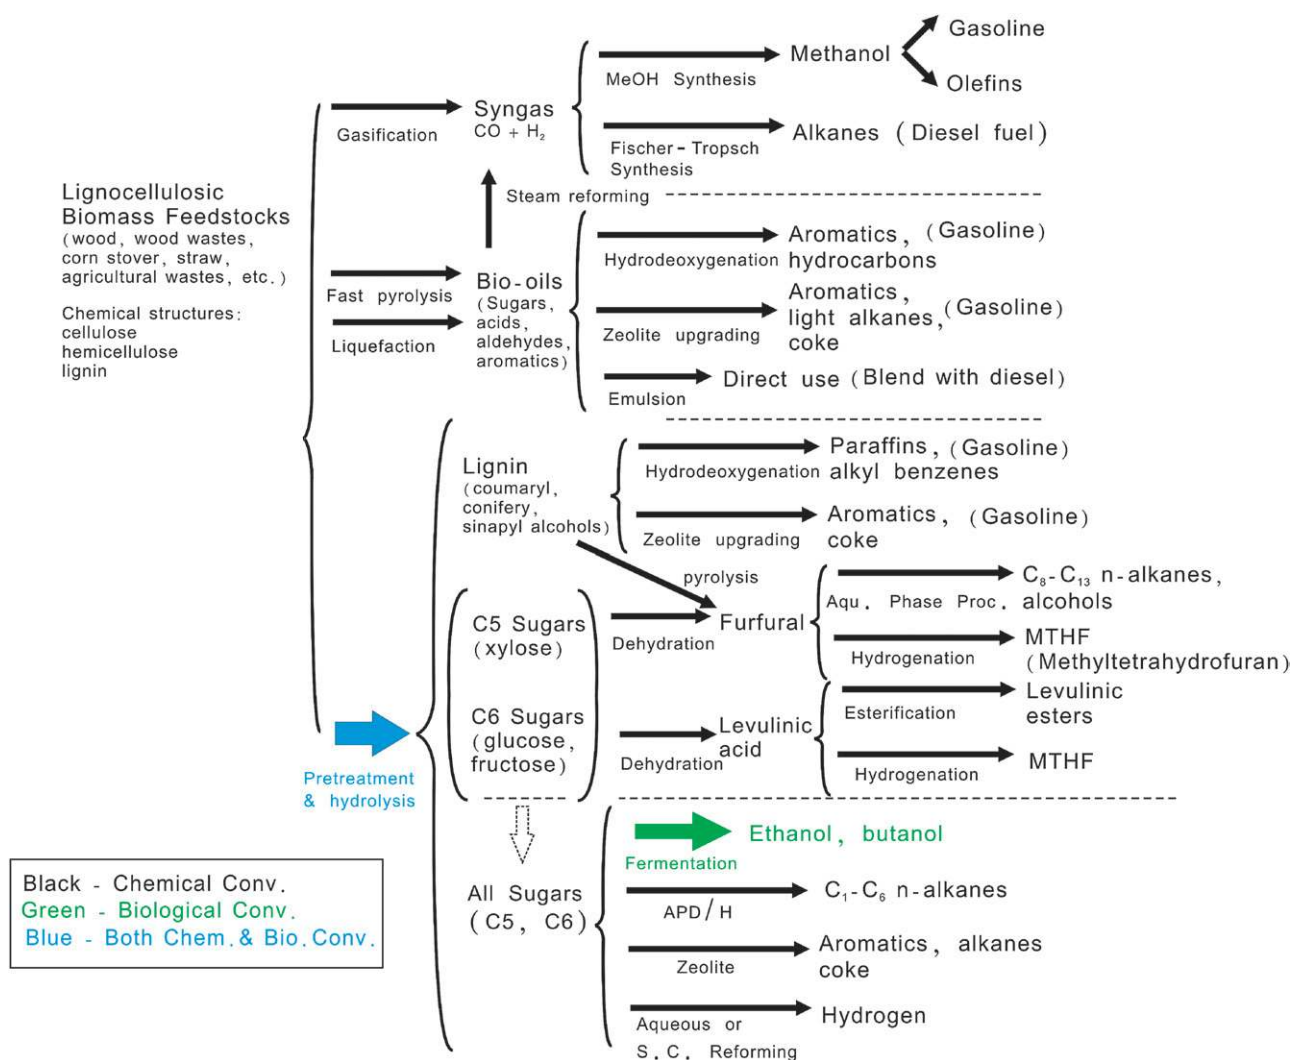 Lignocellulosic
Biomass Feedstocks
(wood, wood wastes,
corn stover, straw,
agricultural wastes, etc.)
Chemical structures:
cellulose
hemicellulose
lignin
Gasification
Syngas
CO + H₂
MeOH Synthesis
Methanol
Gasoline
Olefins
Fischer-Tropsch
Synthesis
Alkanes (Diesel fuel)
Steam reforming
Fast pyrolysis
Liquefaction
Bio-oils
(Sugars,
acids,
aldehydes,
aromatics)
Hydrodeoxygenation
Aromatics, (Gasoline)
hydrocarbons
Zeolite upgrading
Aromatics,
light alkanes, (Gasoline)
coke
Emulsion
Direct use (Blend with diesel)
Pretreatment
& hydrolysis
Lignin
(coumaryl,
conifery,
sinapyl alcohols)
Hydrodeoxygenation
Paraffins, (Gasoline)
alkyl benzenes
Zeolite upgrading
Aromatics, (Gasoline)
coke
pyrolysis
C5 Sugars
(xylose)
Dehydration
Furfural
Aqu. Phase Proc.
C₈-C₁₃ n-alkanes,
alcohols
Hydrogenation
MTHF
(Methyltetrahydrofuran)
C6 Sugars
(glucose,
fructose)
Dehydration
Levulinic
acid
Esterification
Levulinic
esters
Hydrogenation
MTHF
All Sugars
(C5, C6)
Fermentation
Ethanol, butanol
APD/H
C₁-C₆ n-alkanes
Zeolite
Aromatics, alkanes
coke
Aqueous or
S.C. Reforming
Hydrogen
Black - Chemical Conv.
Green - Biological Conv.
Blue - Both Chem.& Bio.Conv.